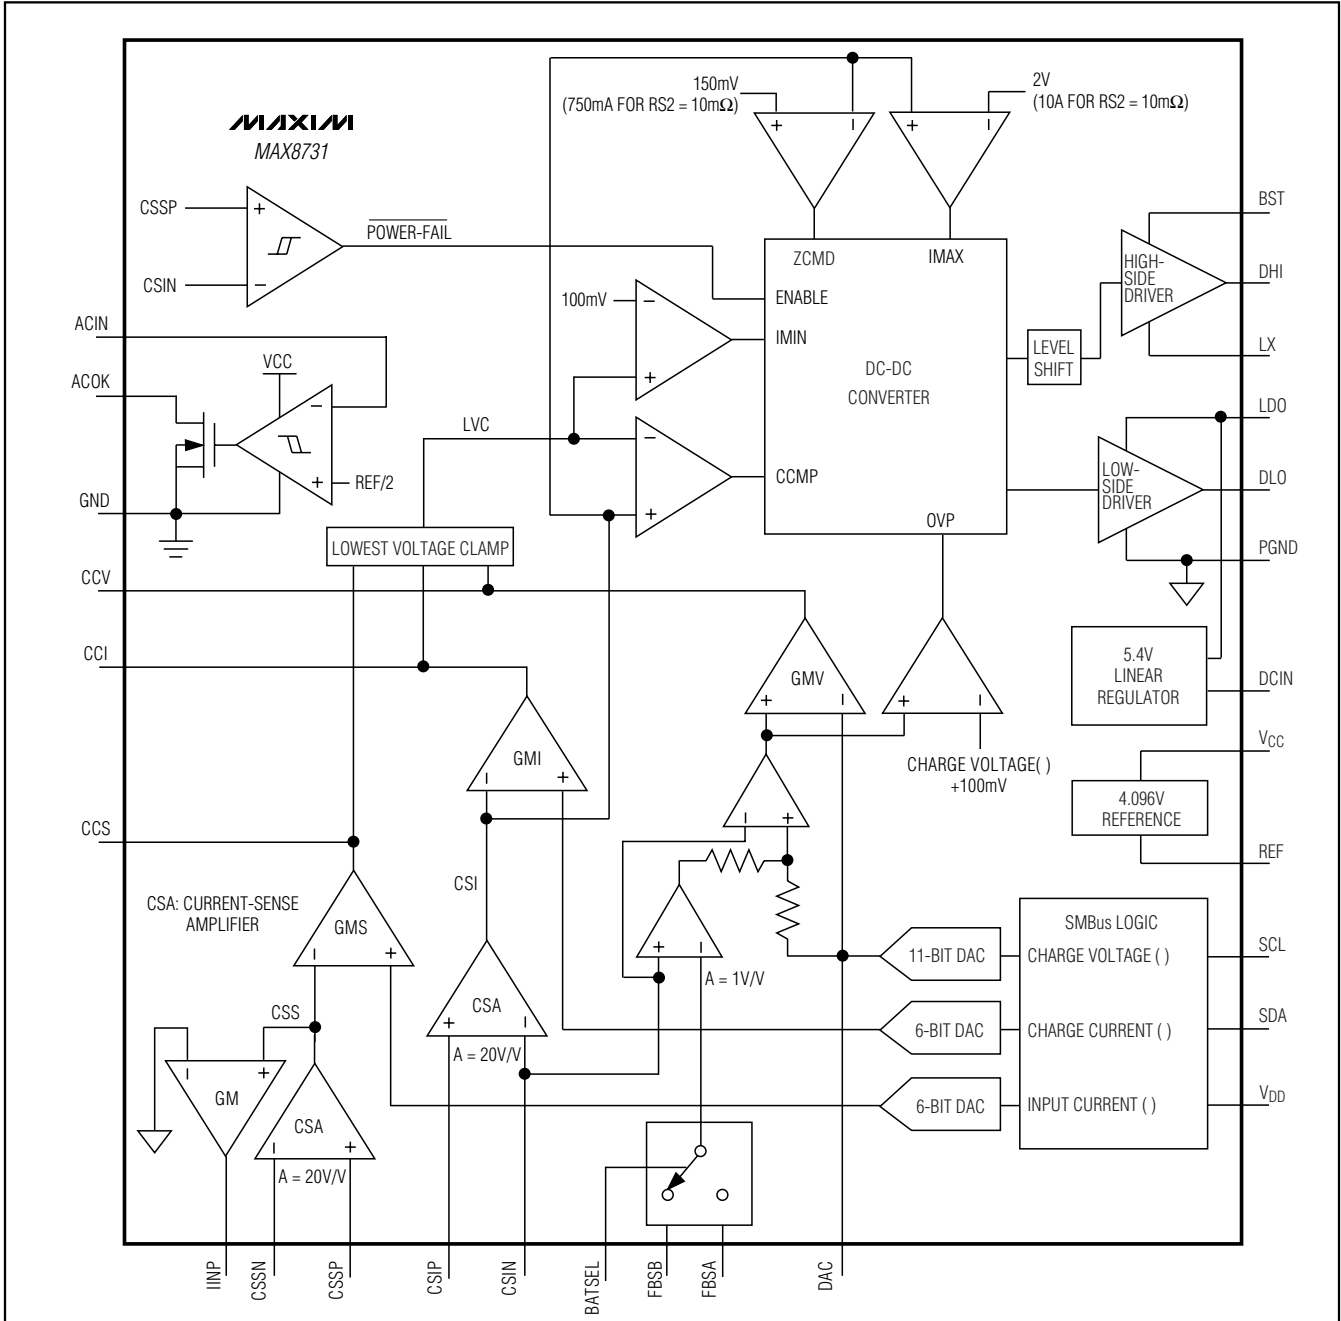 150mV
(750mA FOR RS2 = 10mΩ)
2V
(10A FOR RS2 = 10mΩ)
MAXIM
MAX8731
+
−
+
−
CSSP
+
POWER-FAIL
CSIN
−
ZCMD
IMAX
ENABLE
IMIN
DC-DC
CONVERTER
CCMP
OVP
100mV
−
+
LEVEL
SHIFT
HIGH-
SIDE
DRIVER
BST
DHI
LX
ACIN
ACOK
VCC
−
+
REF/2
GND
LVC
−
+
LOW-
SIDE
DRIVER
LDO
DLO
PGND
LOWEST VOLTAGE CLAMP
CCV
CCI
GMV
+
−
+
−
CHARGE VOLTAGE( )
+100mV
5.4V
LINEAR
REGULATOR
DCIN
VCC
4.096V
REFERENCE
REF
GMI
−
+
−
+
CCS
CSI
CSA: CURRENT-SENSE
AMPLIFIER
GMS
−
+
+
−
A = 1V/V
11-BIT DAC
6-BIT DAC
6-BIT DAC
SMBus LOGIC
CHARGE VOLTAGE ( )
CHARGE CURRENT ( )
INPUT CURRENT ( )
SCL
SDA
VDD
CSS
CSA
+
−
A = 20V/V
−
+
GM
CSA
−
+
A = 20V/V
IINP
CSSN
CSSP
CSIP
CSIN
BATSEL
FBSB
FBSA
DAC